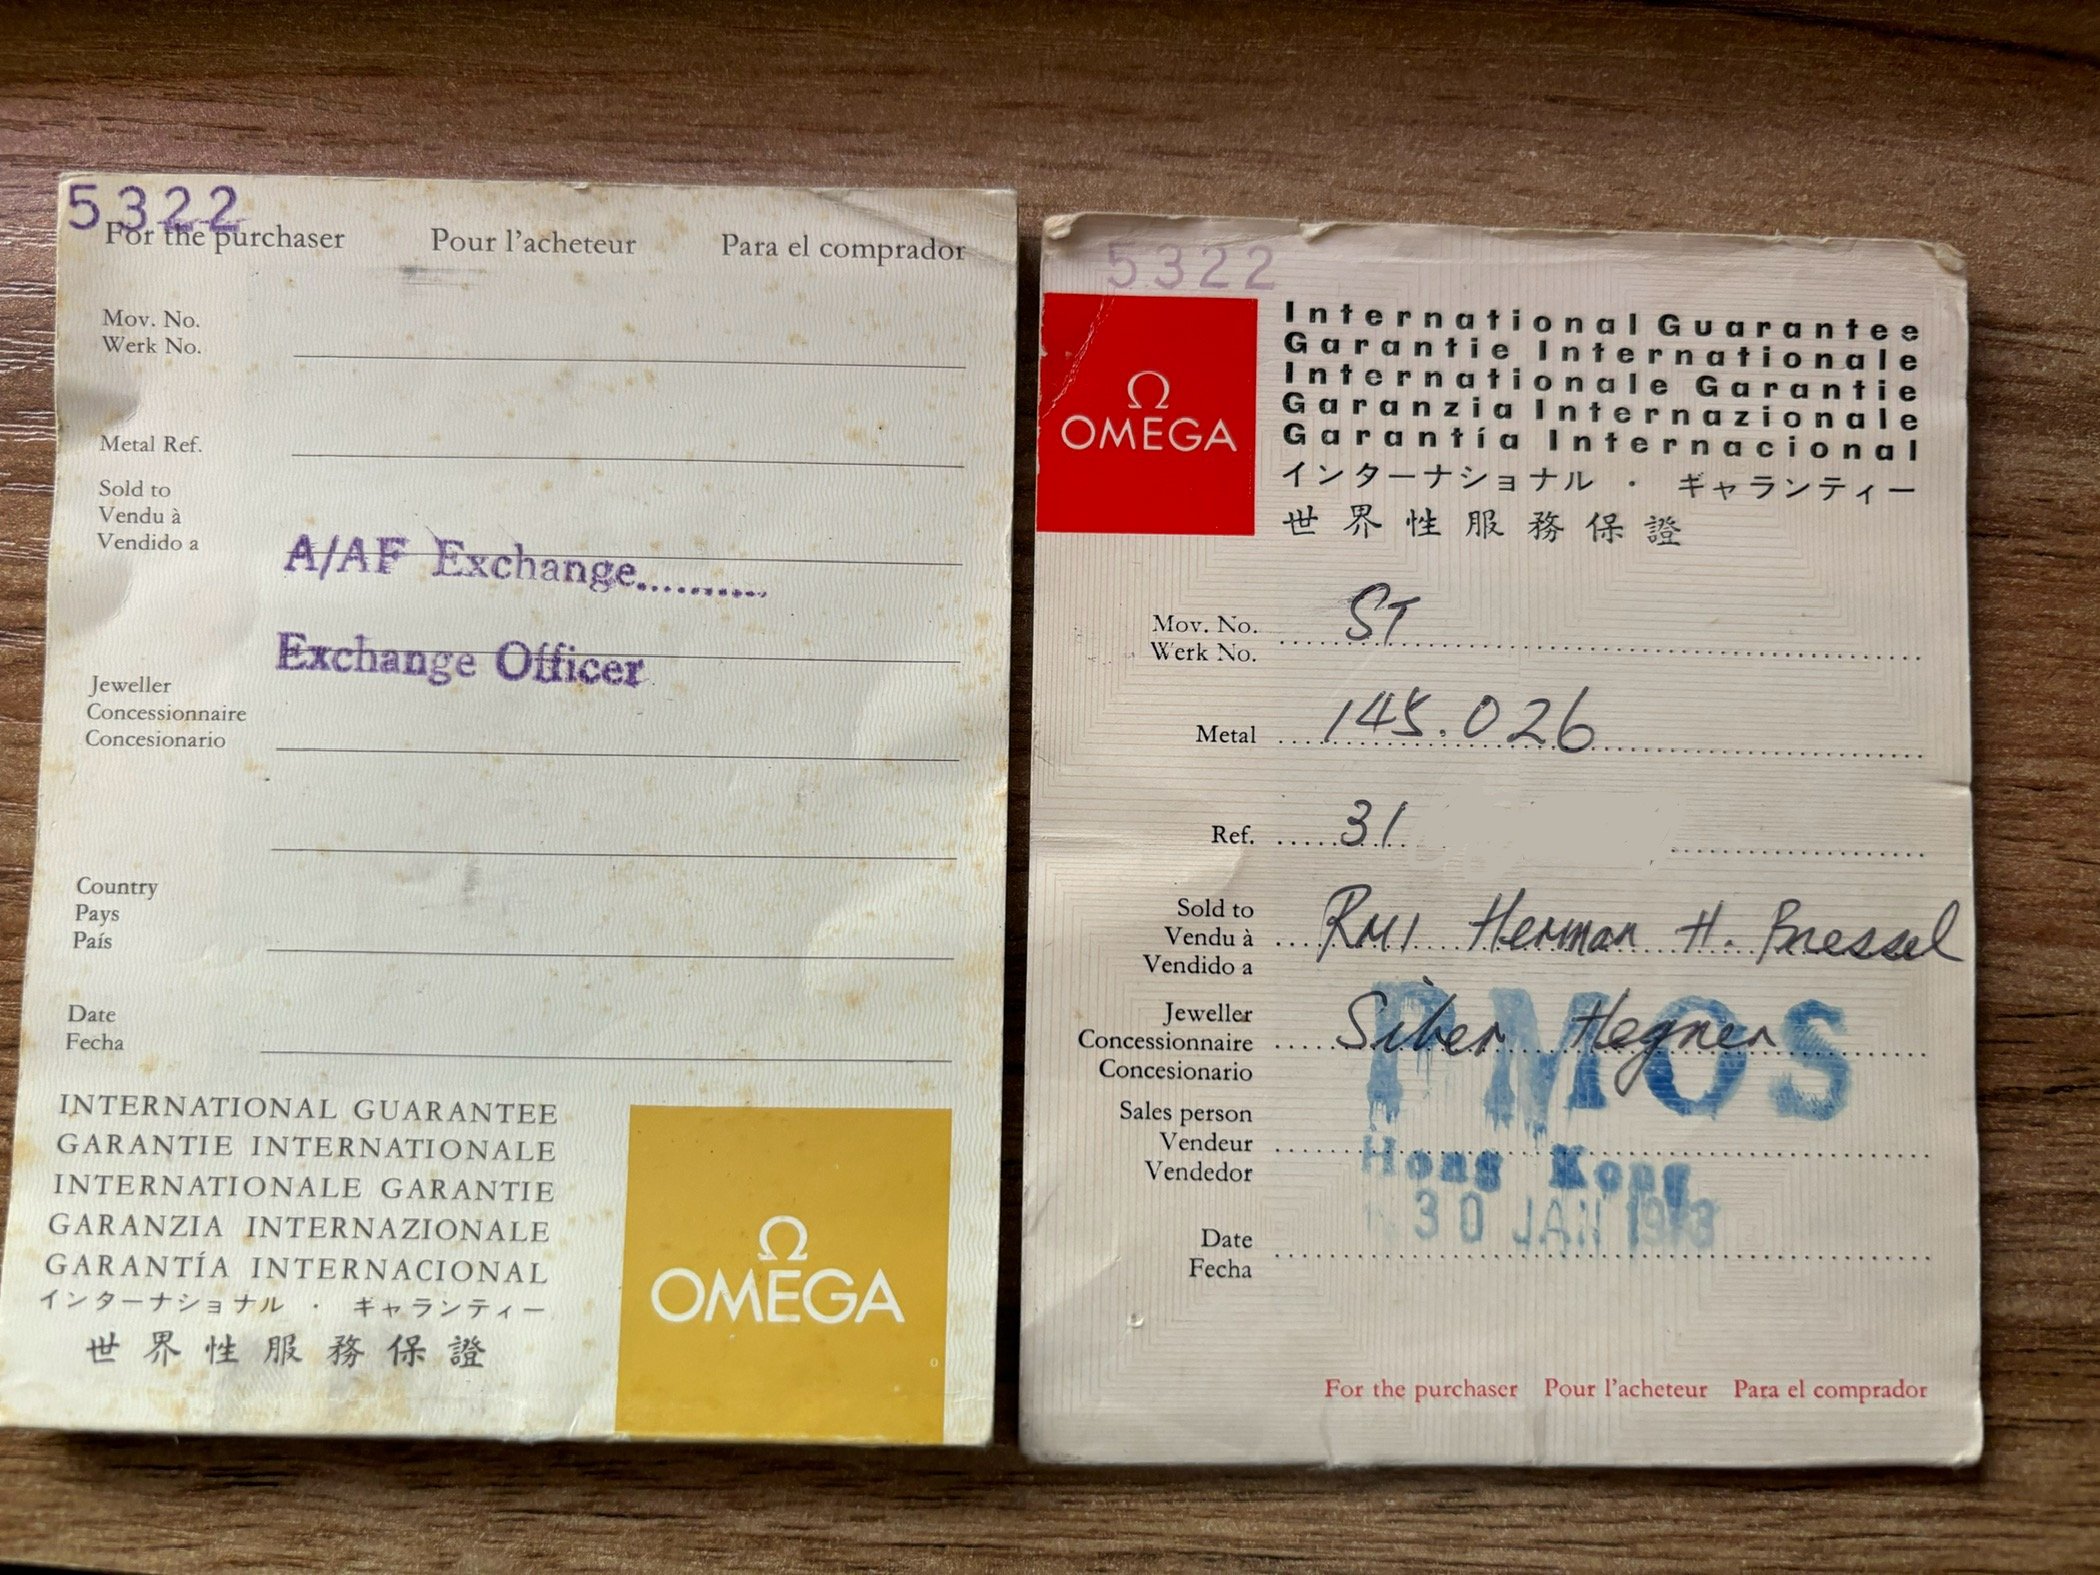 5322
For the purchaser Pour l'acheteur Para el comprador
Mov. No.
Werk No.
Metal Ref.
Sold to
Vendu à
Vendido a
A/AF Exchange..........
Exchange Officer
Jeweller
Concessionnaire
Concesionario
Country
Pays
País
Date
Fecha
INTERNATIONAL GUARANTEE
GARANTIE INTERNATIONALE
INTERNATIONALE GARANTIE
GARANZIA INTERNAZIONALE
GARANTÍA INTERNACIONAL
インターナショナル ・ ギャランティー
世界性服務保證
Ω
OMEGA
5322
Ω
OMEGA
International Guarantee
Garantie Internationale
Internationale Garantie
Garanzia Internazionale
Garantía Internacional
インターナショナル ・ ギャランティー
世界性服務保證
Mov. No. ST
Werk No.
Metal 145.026
Ref. 31
Sold to
Vendu à RM1 Herman H. Bressel
Vendido a
Jeweller
Concessionnaire Siber Hegner
Concesionario
PMOS
Sales person
Vendeur
Vendedor
Hong Kong
30 JAN 1973
Date
Fecha
For the purchaser Pour l'acheteur Para el comprador